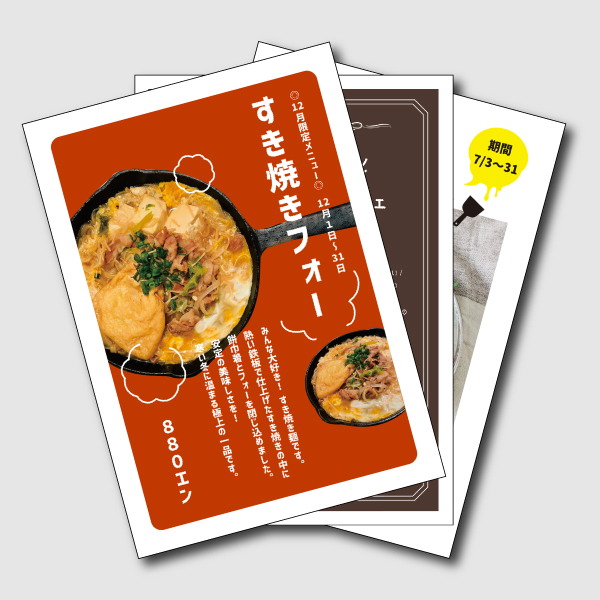 ◎12月限定メニュー◎ 12月1日〜31日
すき焼きフォー
みんな大好き！すき焼き麺です。
熱い鉄板で仕上げたすき焼きの中に
餅巾着とフォーを閉じ込めました。
安定の美味しさを！
寒い冬に温まる極上の一品です。
880エン
期間
7/3〜31